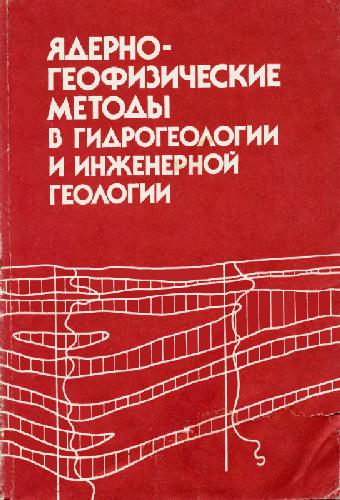 ЯДЕРНО-
ГЕОФИЗИЧЕСКИЕ
МЕТОДЫ
В ГИДРОГЕОЛОГИИ
И ИНЖЕНЕРНОЙ
ГЕОЛОГИИ